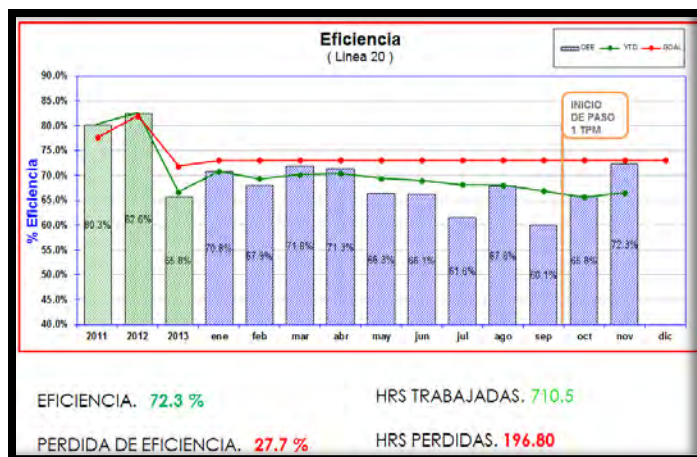 Eficiencia
( Linea 20 )
OEE YTD GOAL
90.0%
85.0%
80.0%
75.0%
70.0%
65.0%
60.0%
55.0%
50.0%
45.0%
40.0%
% Eficiencia
INICIO
DE PASO
1 TPM
80.3% 82.6% 65.8% 70.8% 67.9% 71.8% 71.3% 66.3% 66.1% 61.6% 67.8% 60.1% 65.8% 72.3%
2011 2012 2013 ene feb mar abr may jun jul ago sep oct nov dic
EFICIENCIA. 72.3 %
HRS TRABAJADAS. 710.5
PERDIDA DE EFICIENCIA. 27.7 %
HRS PERDIDAS. 196.80